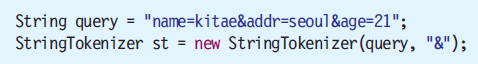 String query = "name=kitae&addr=seoul&age=21";
StringTokenizer st = new StringTokenizer(query, "&");